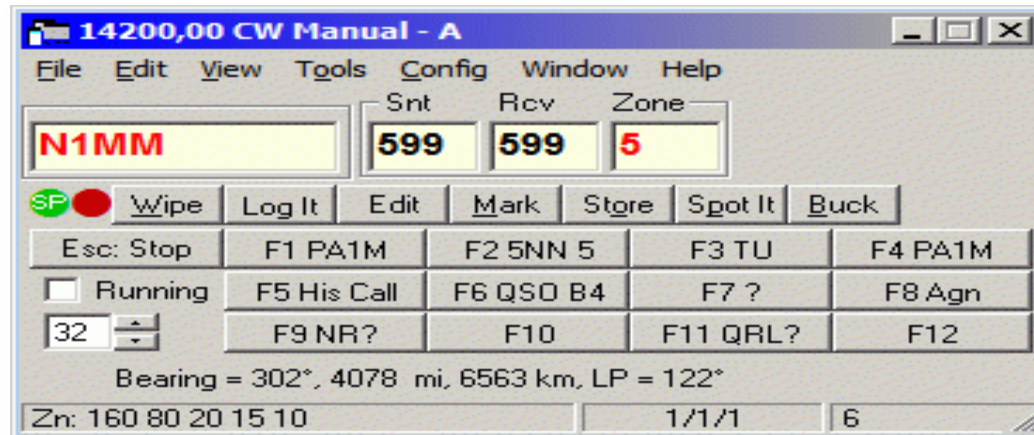 14200,00 CW Manual - A
File Edit View Tools Config Window Help
Snt Rcv Zone
N1MM 599 599 5
SP Wipe Log It Edit Mark Store Spot It Buck
Esc: Stop F1 PA1M F2 5NN 5 F3 TU F4 PA1M
Running F5 His Call F6 QSO B4 F7 ? F8 Agn
32 F9 NR? F10 F11 QRL? F12
Bearing = 302°, 4078 mi, 6563 km, LP = 122°
Zn: 160 80 20 15 10 1/1/1 6